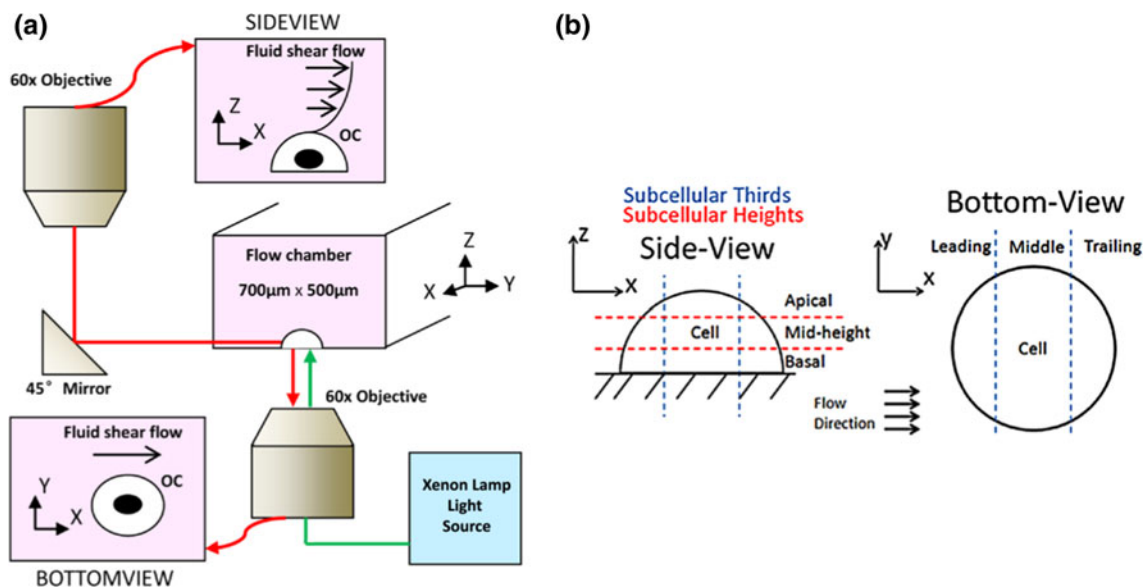 (a)
SIDEVIEW
Fluid shear flow
Z
X
OC
60x Objective
Flow chamber
700μm x 500μm
Z
X
Y
45° Mirror
60x Objective
Fluid shear flow
OC
Y
X
BOTTOMVIEW
Xenon Lamp
Light
Source
(b)
Subcellular Thirds
Subcellular Heights
Side-View
z
x
Apical
Cell
Mid-height
Basal
Bottom-View
y
x
Leading
Middle
Trailing
Cell
Flow
Direction